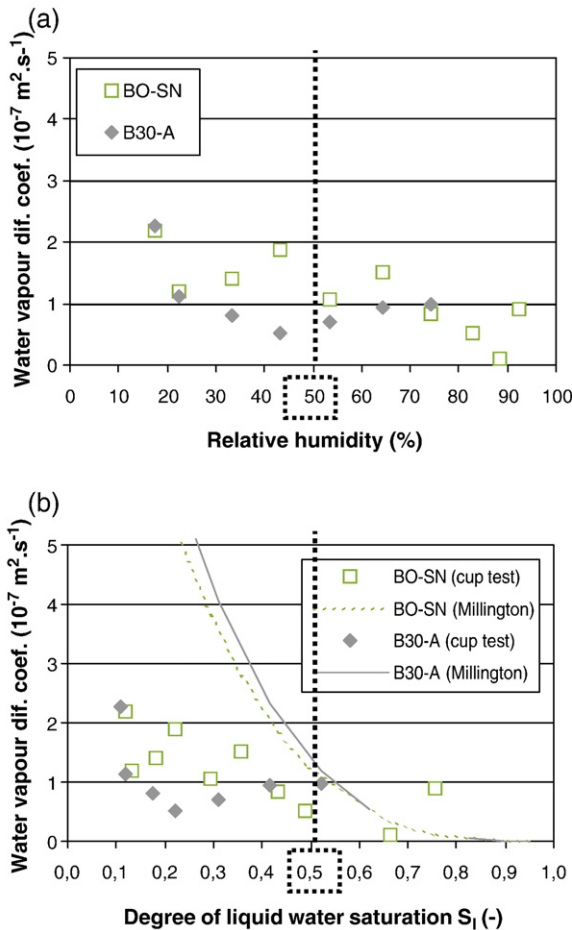 (a)
Water vapour dif. coef. (10⁻⁷ m².s-¹)
5
4
3
2
1
0
BO-SN
B30-A
0 10 20 30 40 50 60 70 80 90 100
Relative humidity (%)
(b)
Water vapour dif. coef. (10⁻⁷ m².s⁻¹)
5
4
3
2
1
0
BO-SN (cup test)
BO-SN (Millington)
B30-A (cup test)
B30-A (Millington)
0,0 0,1 0,2 0,3 0,4 0,5 0,6 0,7 0,8 0,9 1,0
Degree of liquid water saturation Sₗ (-)